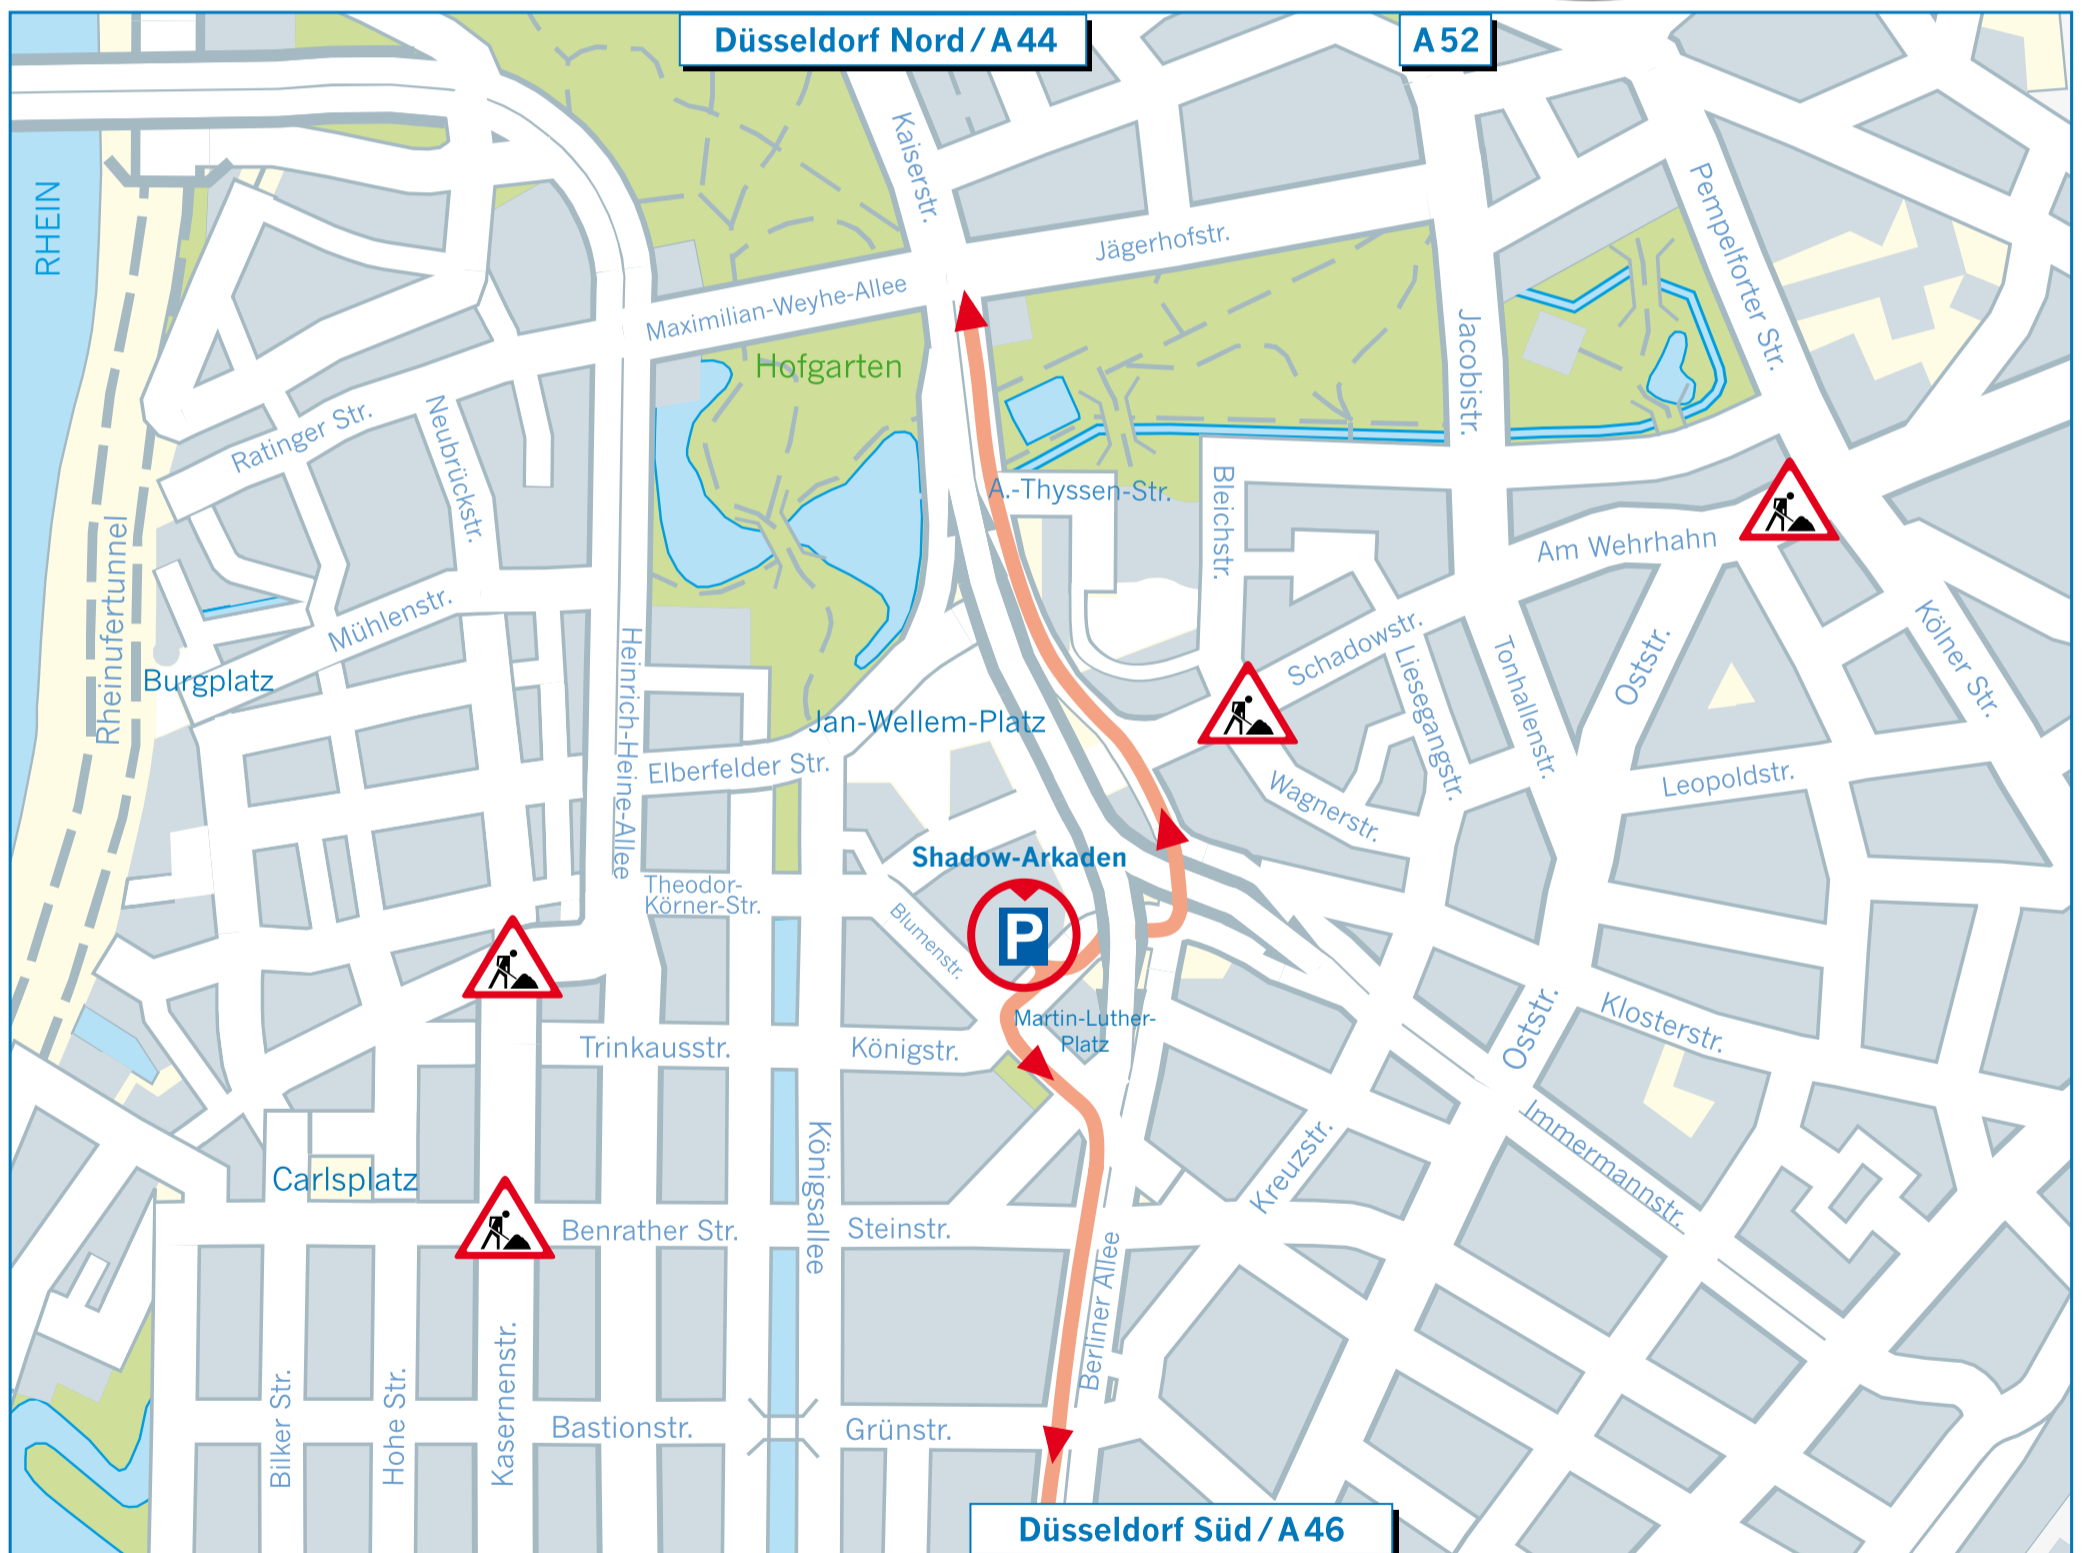 Düsseldorf Nord / A 44
A 52
Kaiserstr.
RHEIN
Pempelforter Str.
Jägerhofstr.
Maximilian-Weyhe-Allee
Hofgarten
Jacobistr.
Ratinger Str.
Neubrückstr.
A.-Thyssen-Str.
Bleichstr.
Am Wehrhahn
Rheinufertunnel
Mühlenstr.
Burgplatz
Heinrich-Heine-Allee
Schadowstr.
Liesegangstr.
Tonhallenstr.
Oststr.
Kölner Str.
Jan-Wellem-Platz
Elberfelder Str.
Wagnerstr.
Leopoldstr.
Shadow-Arkaden
P
Theodor-
Körner-Str.
Blumenstr.
Martin-Luther-
Platz
Trinkausstr.
Königstr.
Oststr.
Klosterstr.
Immermannstr.
Kreuzstr.
Carlsplatz
Königsallee
Benrather Str.
Steinstr.
Berliner Allee
Bilker Str.
Hohe Str.
Kasernenstr.
Bastionstr.
Grünstr.
Düsseldorf Süd / A 46